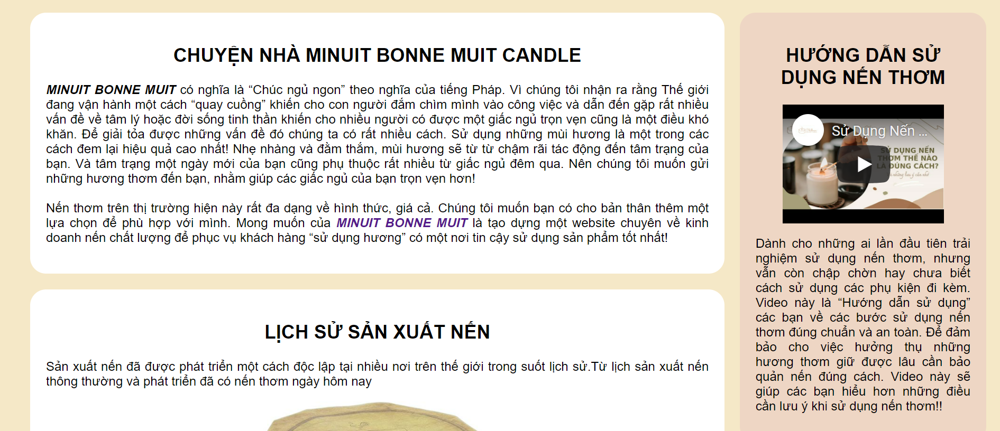 CHUYỆN NHÀ MINUIT BONNE MUIT CANDLE
MINUIT BONNE MUIT có nghĩa là “Chúc ngủ ngon” theo nghĩa của tiếng Pháp. Vì chúng tôi nhận ra rằng Thế giới
đang vận hành một cách “quay cuồng” khiến cho con người đắm chìm mình vào công việc và dẫn đến gặp rất nhiều
vấn đề về tâm lý hoặc đời sống tinh thần khiến cho nhiều người có được một giấc ngủ trọn vẹn cũng là một điều khó
khăn. Để giải tỏa được những vấn đề đó chúng ta có rất nhiều cách. Sử dụng những mùi hương là một trong các
cách đem lại hiệu quả cao nhất! Nhẹ nhàng và đằm thắm, mùi hương sẽ từ từ chậm rãi tác động đến tâm trạng của
bạn. Và tâm trạng một ngày mới của bạn cũng phụ thuộc rất nhiều từ giấc ngủ đêm qua. Nên chúng tôi muốn gửi
những hương thơm đến bạn, nhằm giúp các giấc ngủ của bạn trọn vẹn hơn!
Nến thơm trên thị trường hiện này rất đa dạng về hình thức, giá cả. Chúng tôi muốn bạn có cho bản thân thêm một
lựa chọn để phù hợp với mình. Mong muốn của MINUIT BONNE MUIT là tạo dựng một website chuyên về kinh
doanh nến chất lượng để phục vụ khách hàng “sử dụng hương” có một nơi tin cậy sử dụng sản phẩm tốt nhất!
LỊCH SỬ SẢN XUẤT NẾN
Sản xuất nến đã được phát triển một cách độc lập tại nhiều nơi trên thế giới trong suốt lịch sử.Từ lịch sản xuất nến
thông thường và phát triển đã có nến thơm ngày hôm nay
HƯỚNG DẪN SỬ
DỤNG NẾN THƠM
Sử Dụng Nến ...
SỬ DỤNG NẾN
THƠM THẾ NÀO
LÀ ĐÚNG CÁCH?
Và những lưu ý cần nhớ
Dành cho những ai lần đầu tiên trải
nghiệm sử dụng nến thơm, nhưng
vẫn còn chập chờn hay chưa biết
cách sử dụng các phụ kiện đi kèm.
Video này là “Hướng dẫn sử dụng”
các bạn về các bước sử dụng nến
thơm đúng chuẩn và an toàn. Để đảm
bảo cho việc hưởng thụ những
hương thơm giữ được lâu cần bảo
quản nến đúng cách. Video này sẽ
giúp các bạn hiểu hơn những điều
cần lưu ý khi sử dụng nến thơm!!